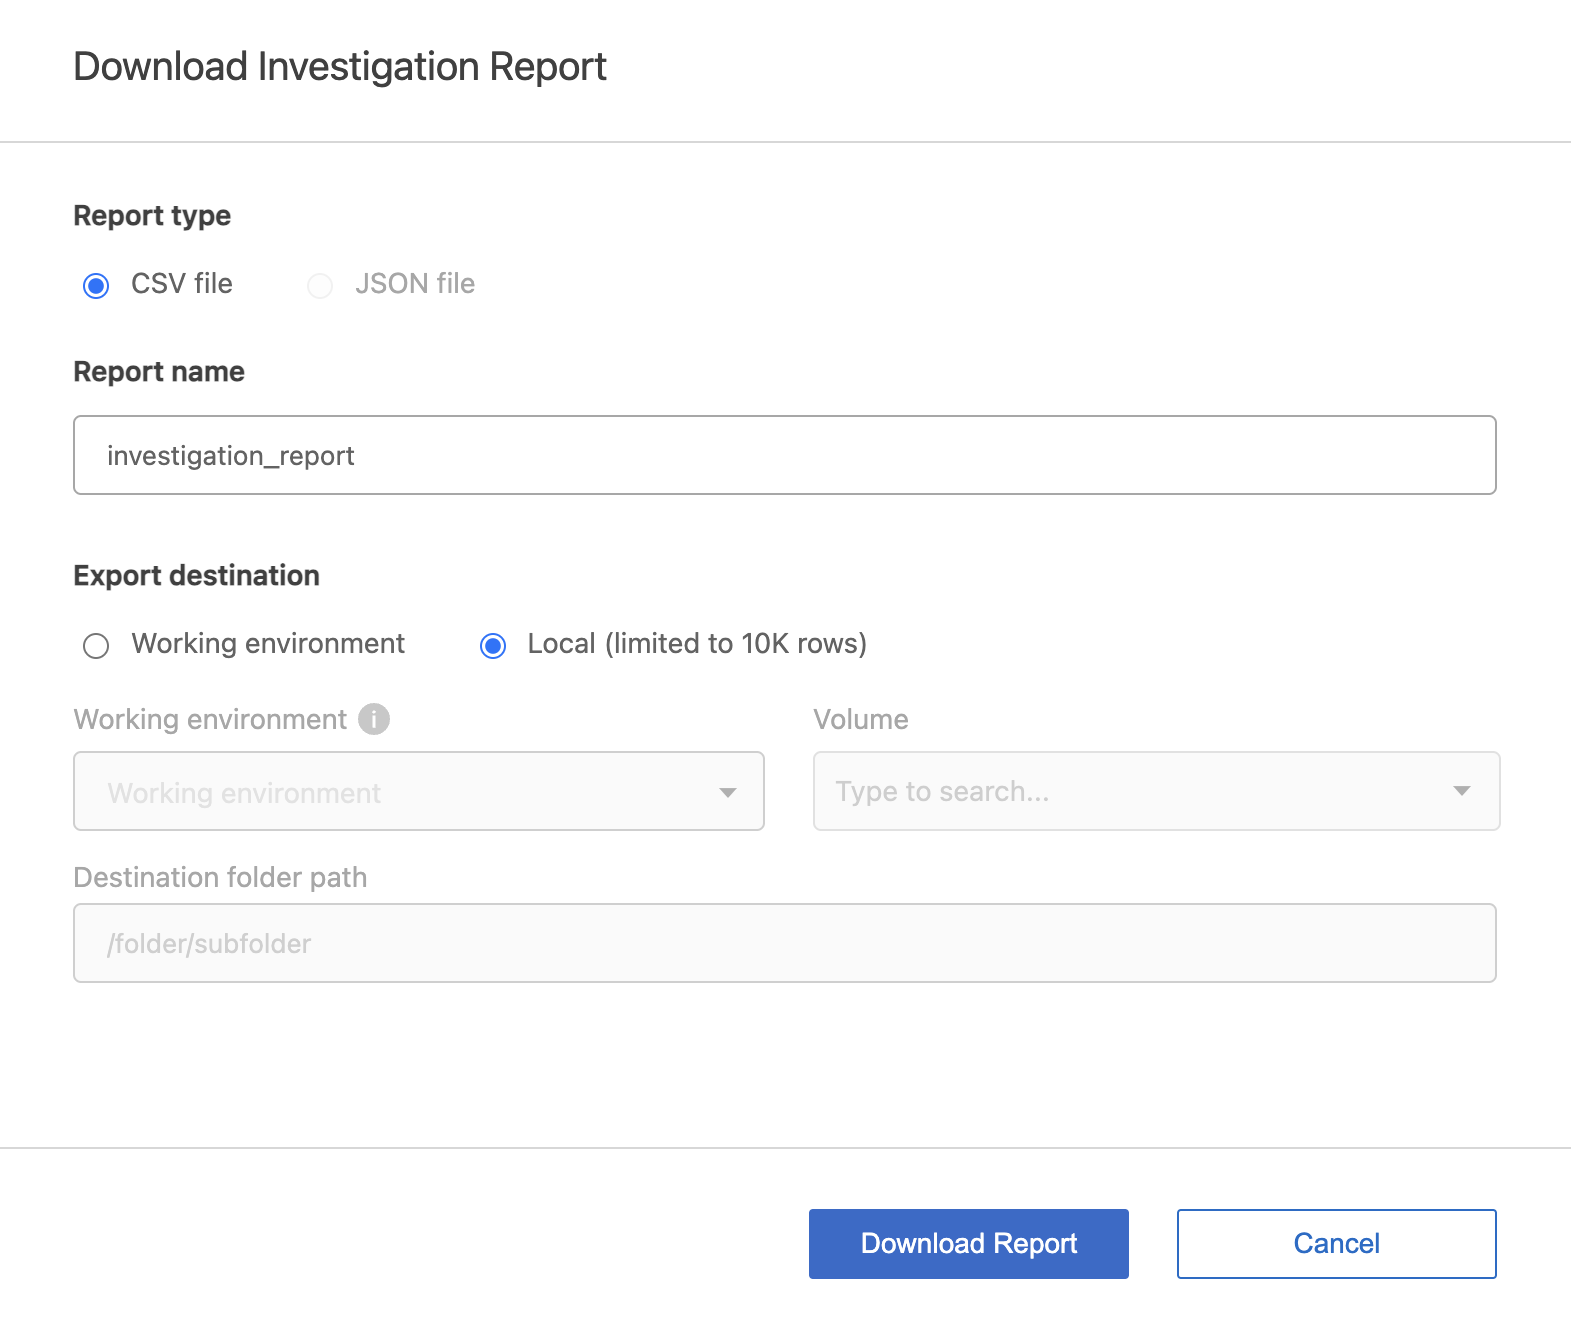 Download Investigation Report
Report type
CSV file JSON file
Report name
investigation_report
Export destination
Working environment Local (limited to 10K rows)
Working environment i Volume
Working environment Type to search...
Destination folder path
/folder/subfolder
Download Report Cancel